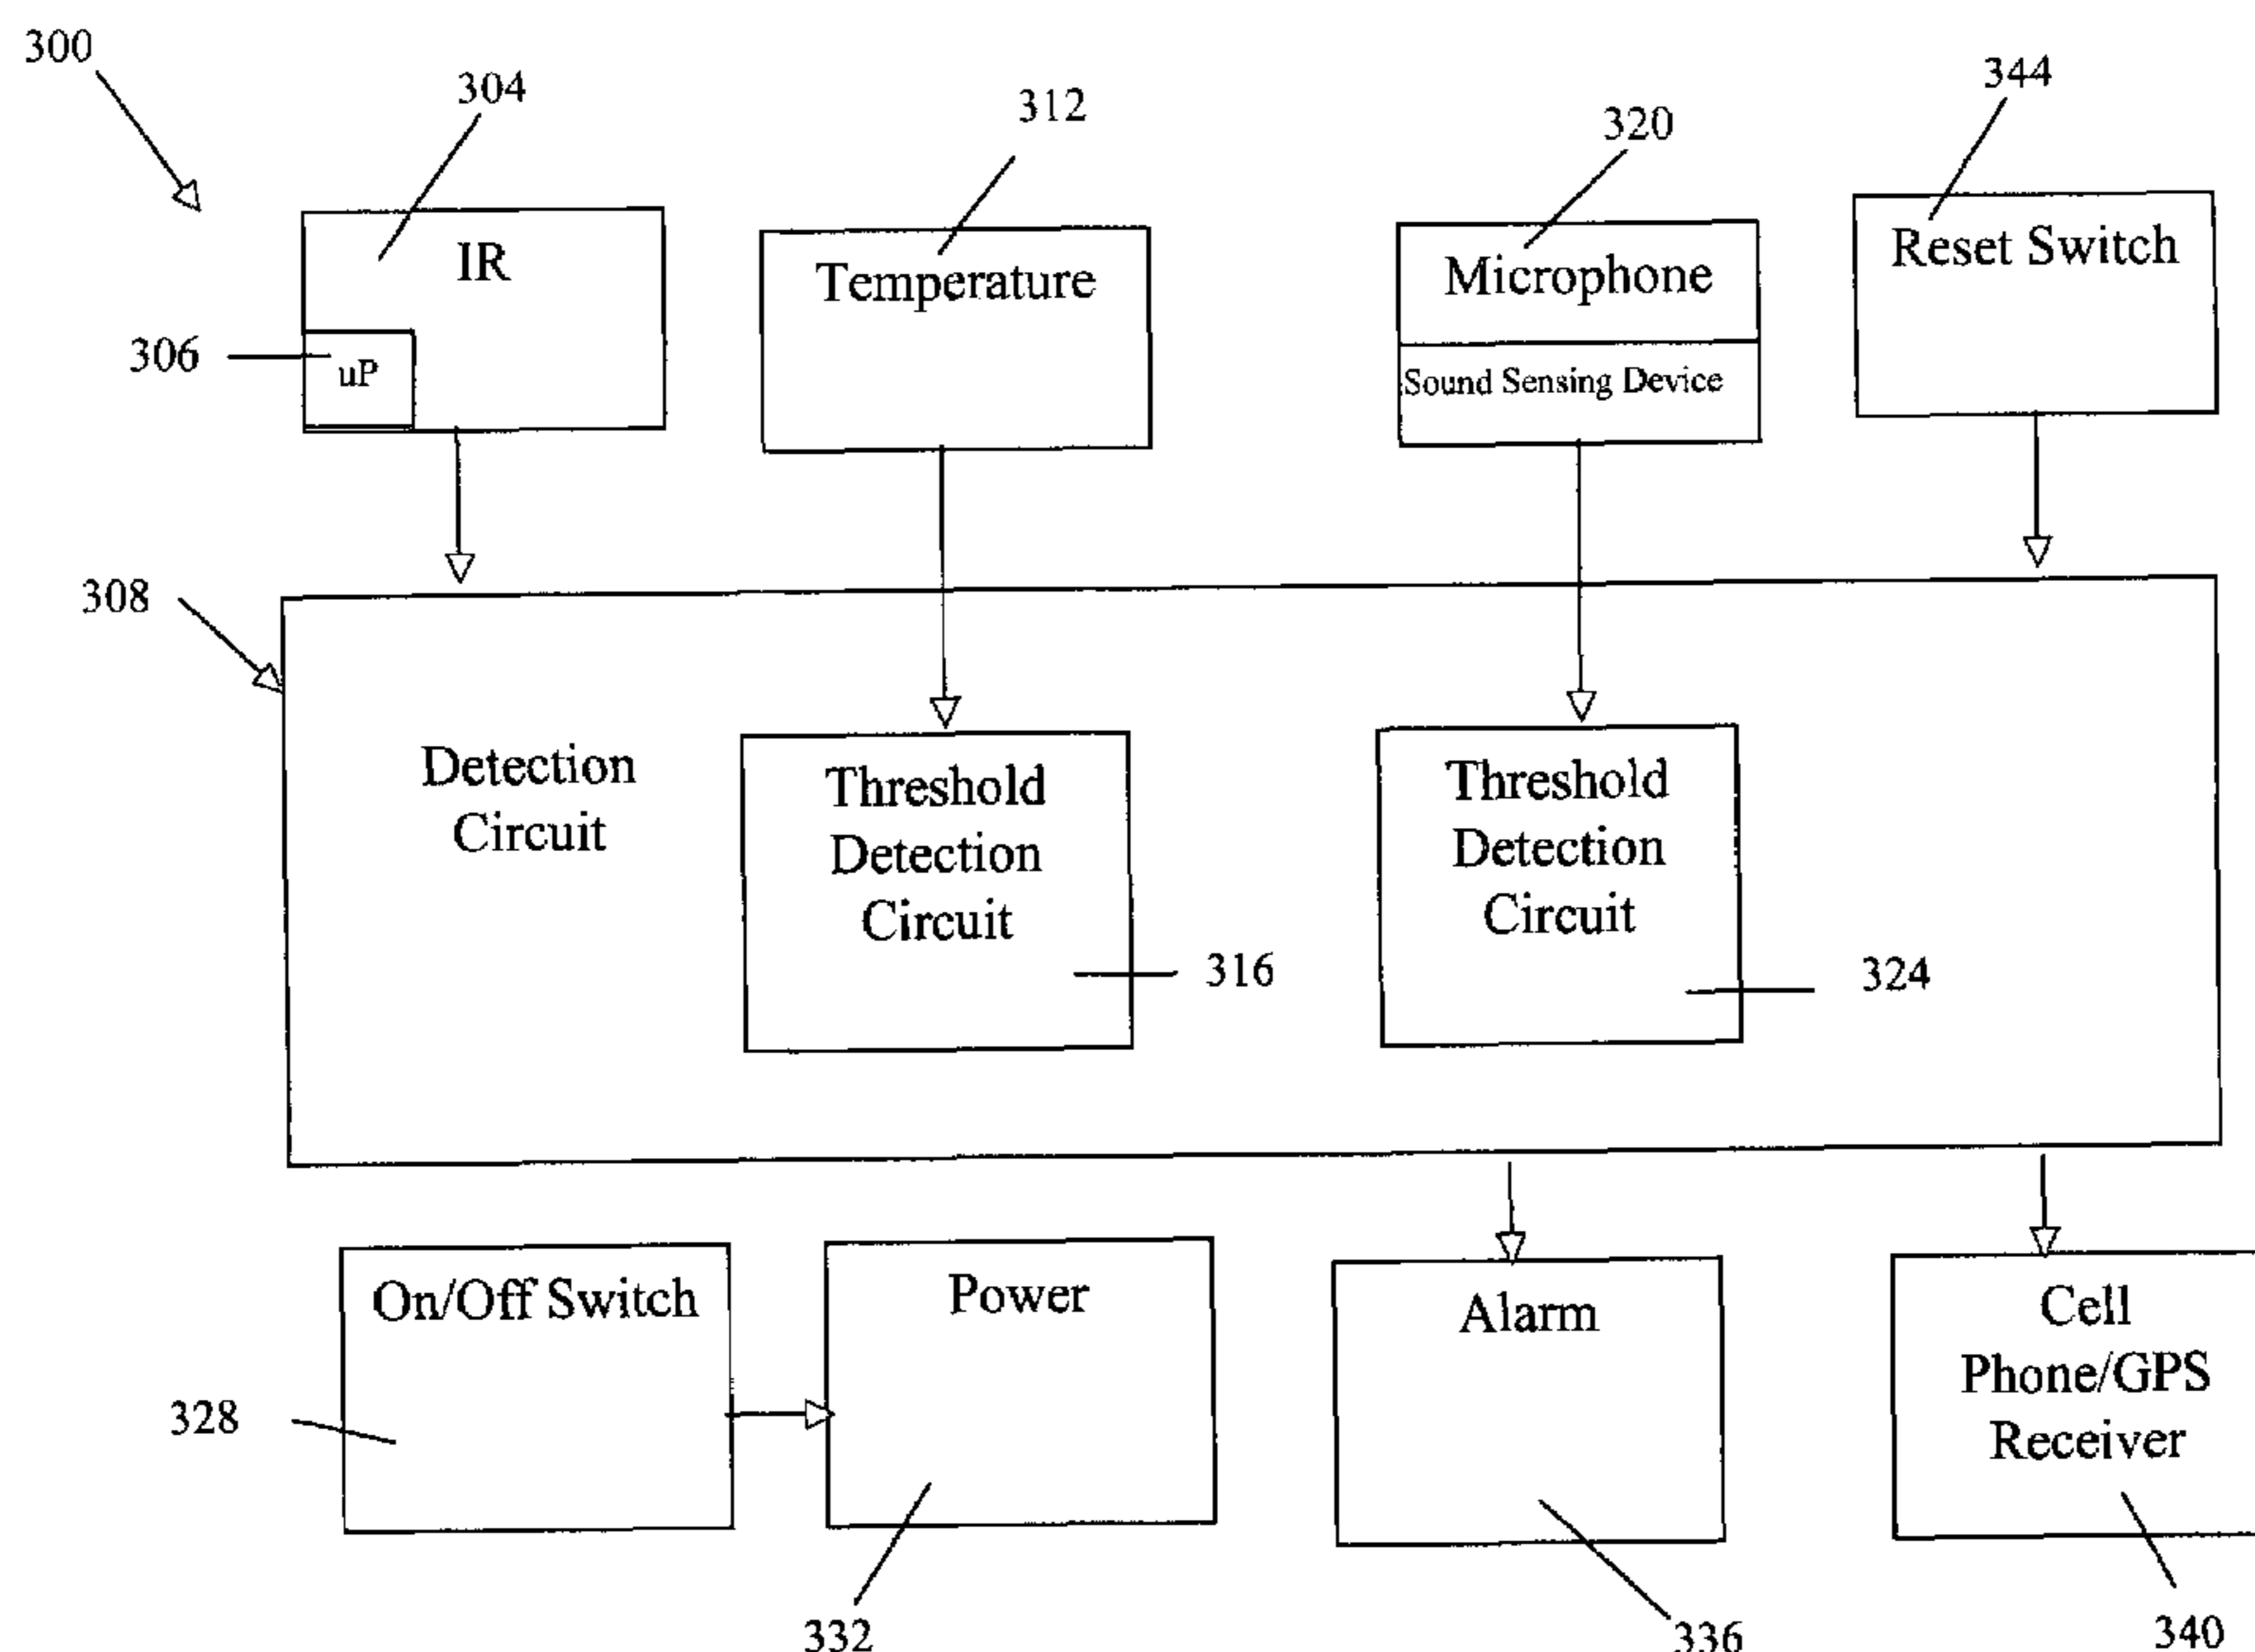 300
304
312
320
344
IR
Temperature
Microphone
Reset Switch
306
uP
Sound Sensing Device
308
Detection
Circuit
Threshold
Detection
Circuit
316
Threshold
Detection
Circuit
324
On/Off Switch
Power
Alarm
Cell
Phone/GPS
Receiver
328
332
336
340